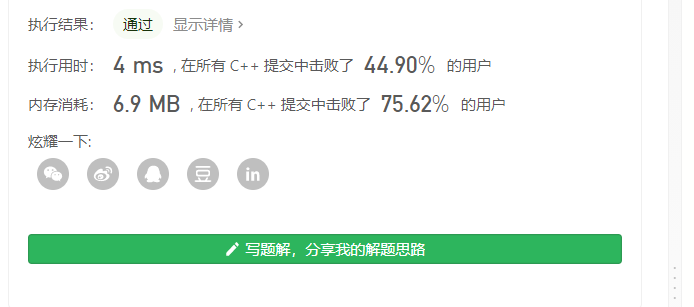 执行结果： 通过 显示详情 >
执行用时： 4 ms , 在所有 C++ 提交中击败了 44.90% 的用户
内存消耗： 6.9 MB , 在所有 C++ 提交中击败了 75.62% 的用户
炫耀一下:
豆 in
写题解，分享我的解题思路